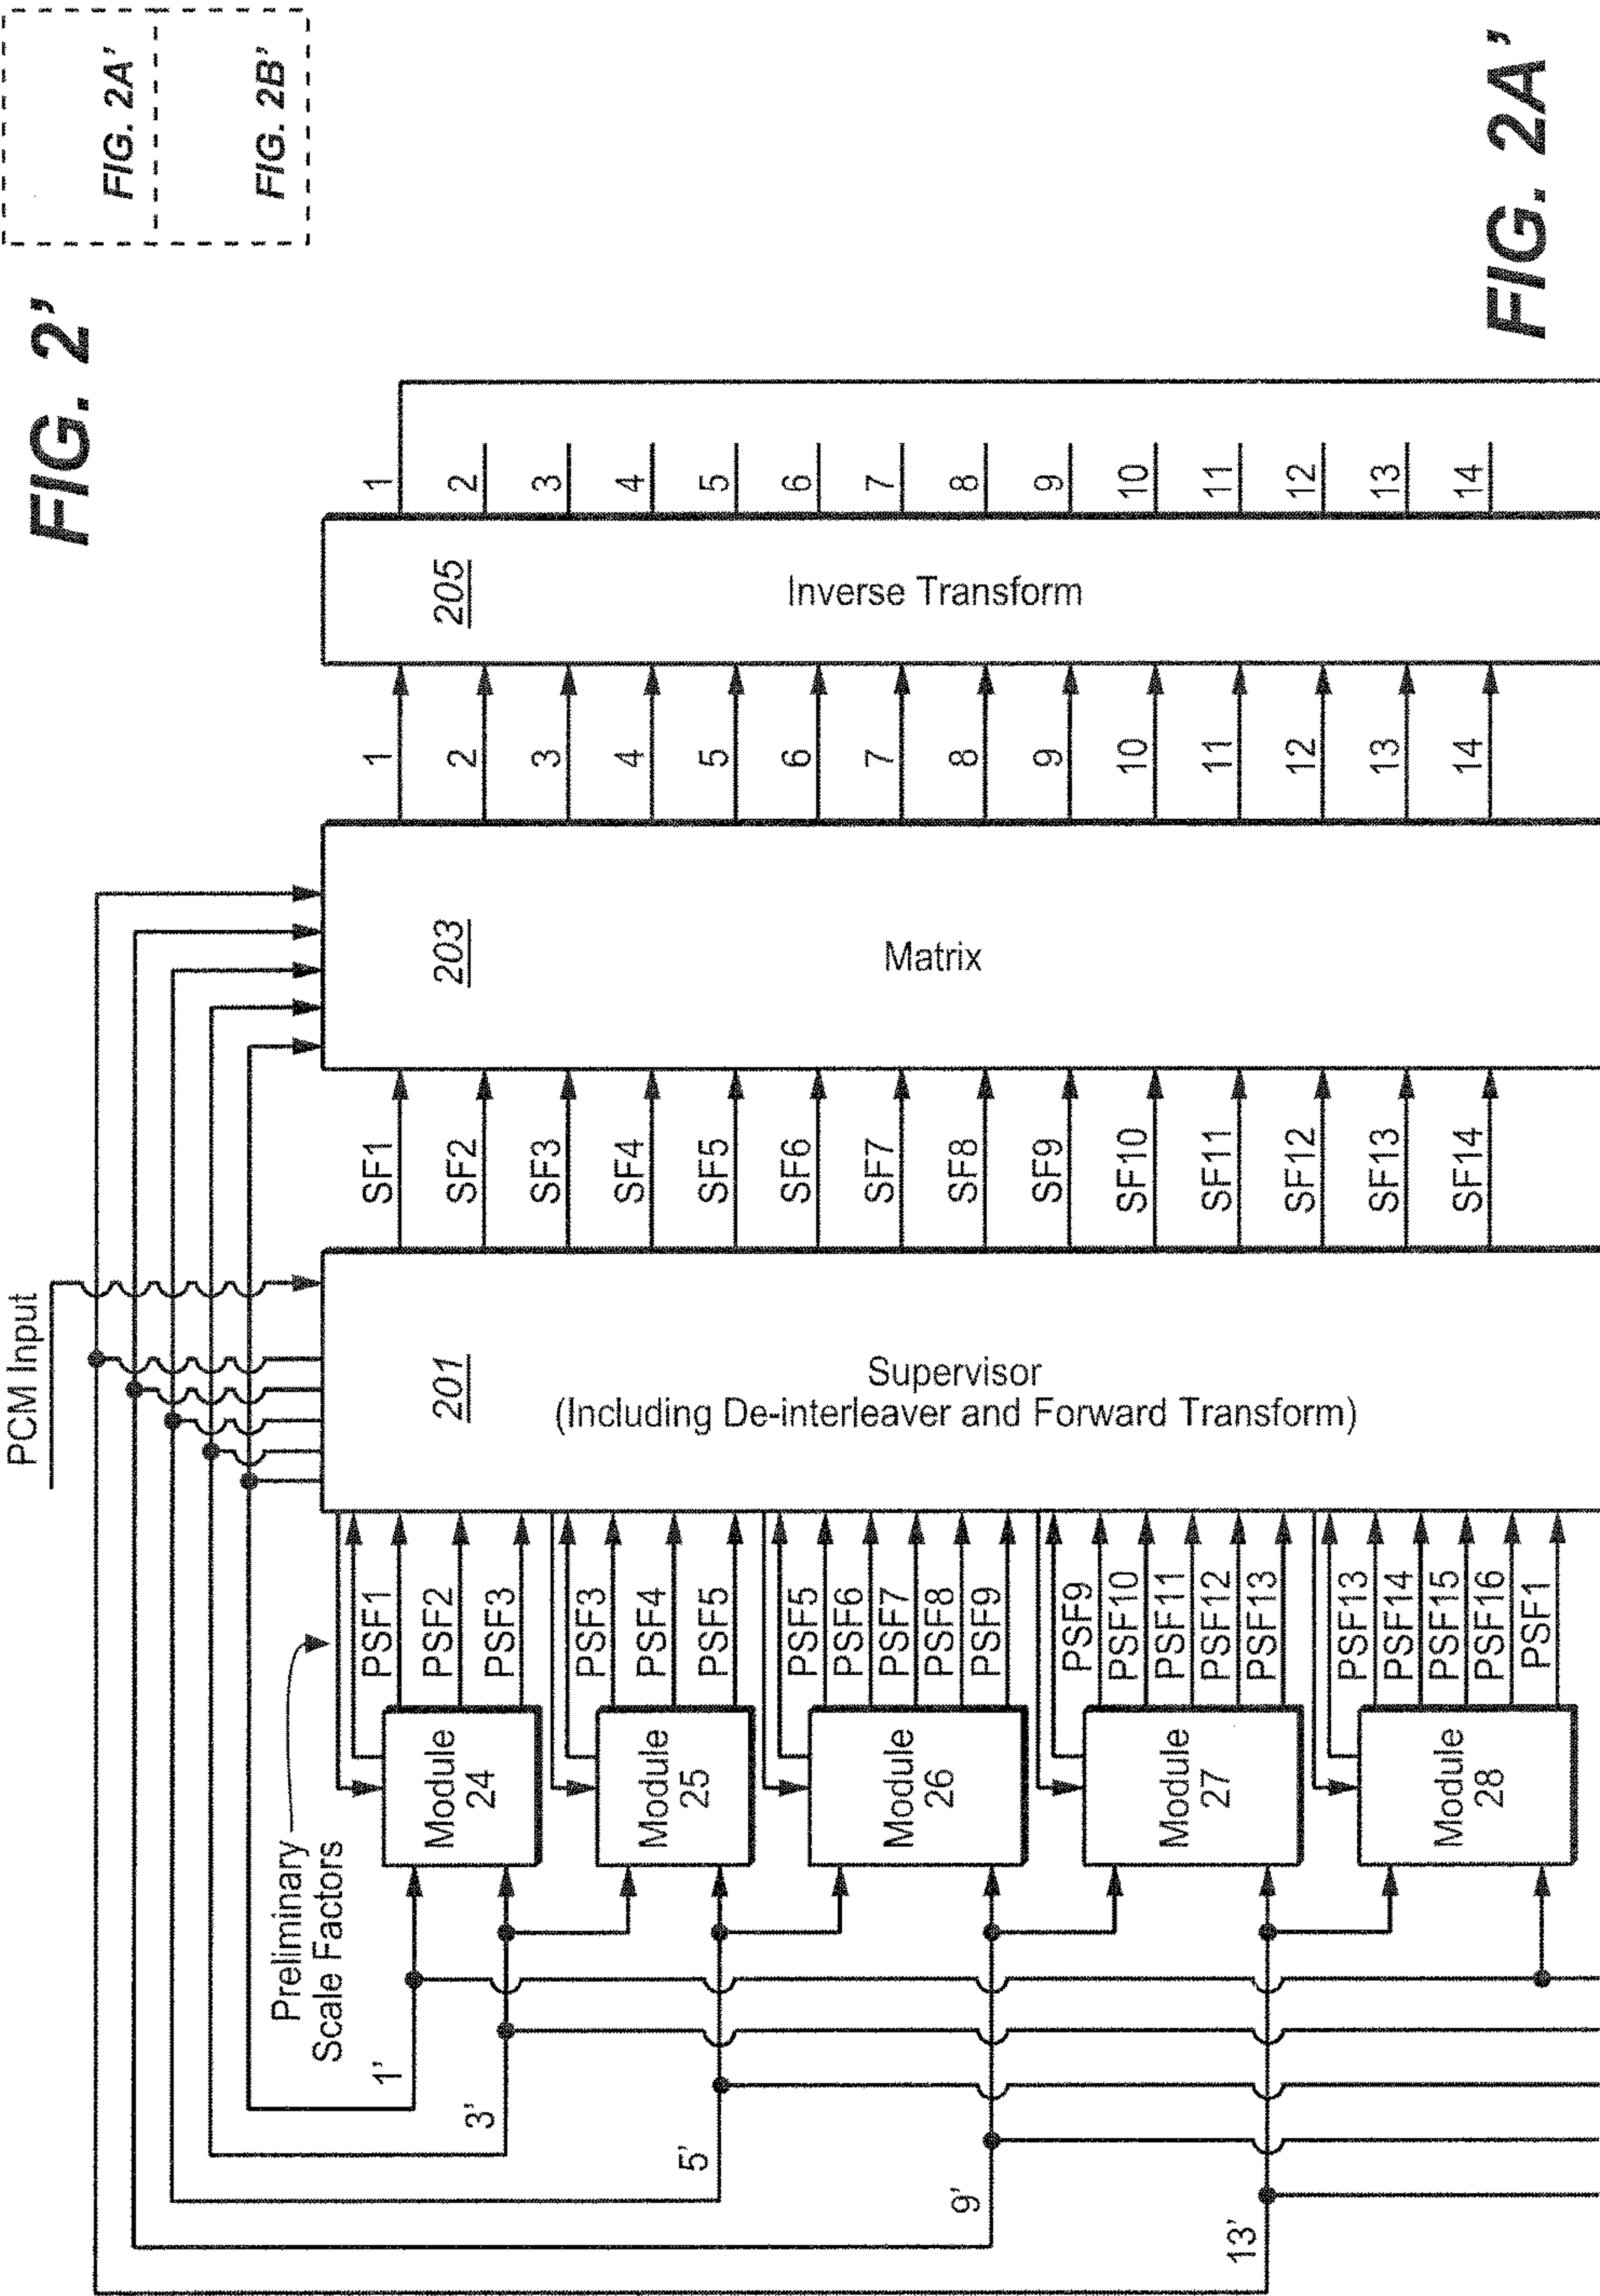 FIG. 2'
FIG. 2A'
FIG. 2B'
PCM Input
Preliminary
Scale Factors
1'
3'
5'
9'
13'
Module
24
Module
25
Module
26
Module
27
Module
28
PSF1
PSF2
PSF3
PSF3
PSF4
PSF5
PSF5
PSF6
PSF7
PSF8
PSF9
PSF9
PSF10
PSF11
PSF12
PSF13
PSF13
PSF14
PSF15
PSF16
PSF1
201
Supervisor
(Including De-interleaver and Forward Transform)
SF1
SF2
SF3
SF4
SF5
SF6
SF7
SF8
SF9
SF10
SF11
SF12
SF13
SF14
203
Matrix
1
2
3
4
5
6
7
8
9
10
11
12
13
14
205
Inverse Transform
1
2
3
4
5
6
7
8
9
10
11
12
13
14
FIG. 2A'